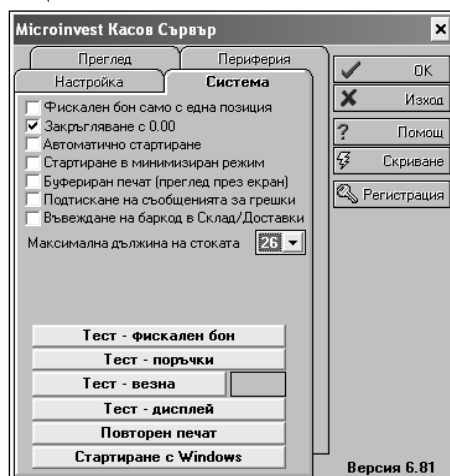 Microinvest Касов Сървър
Преглед
Периферия
Настройка
Система
Фискален бон само с една позиция
Закръгляване с 0.00
Автоматично стартиране
Стартиране в минимизиран режим
Буфериран печат (преглед през екран)
Подтискане на съобщенията за грешки
Въвеждане на баркод в Склад/Доставки
Максимална дължина на стоката 26
Тест - фискален бон
Тест - поръчки
Тест - везна
Тест - дисплей
Повторен печат
Стартиране с Windows
OK
Изход
Помощ
Скриване
Регистрация
Версия 6.81